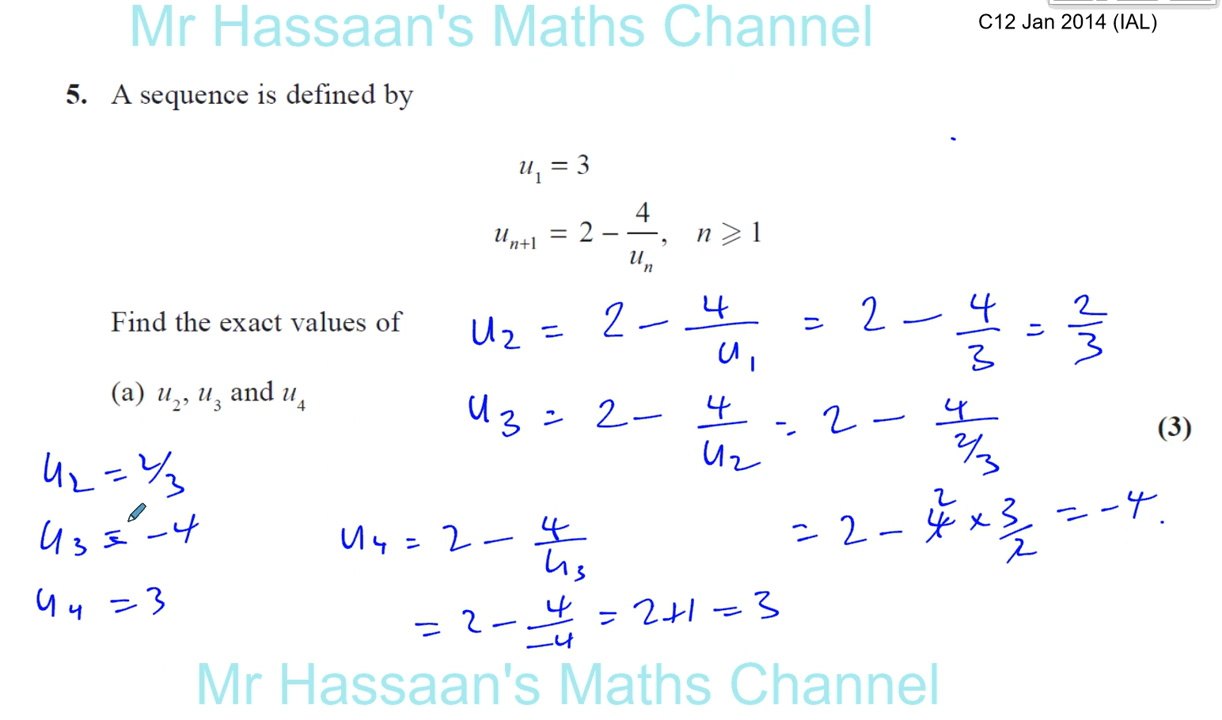 Mr Hassaan's Maths Channel
C12 Jan 2014 (IAL)
5. A sequence is defined by
u₁ = 3
uₙ₊₁ = 2 − 4/uₙ, n ⩾ 1
Find the exact values of
u₂ = 2 − 4/u₁ = 2 − 4/3 = 2/3
(a) u₂, u₃ and u₄
u₃ = 2 − 4/u₂ = 2 − 4/(2/3)
(3)
= 2 − 4 × 3/2 = −4.
2
u₂ = 2/3
u₃ = −4
u₄ = 3
u₄ = 2 − 4/u₃
= 2 − 4/−4 = 2+1 = 3
Mr Hassaan's Maths Channel